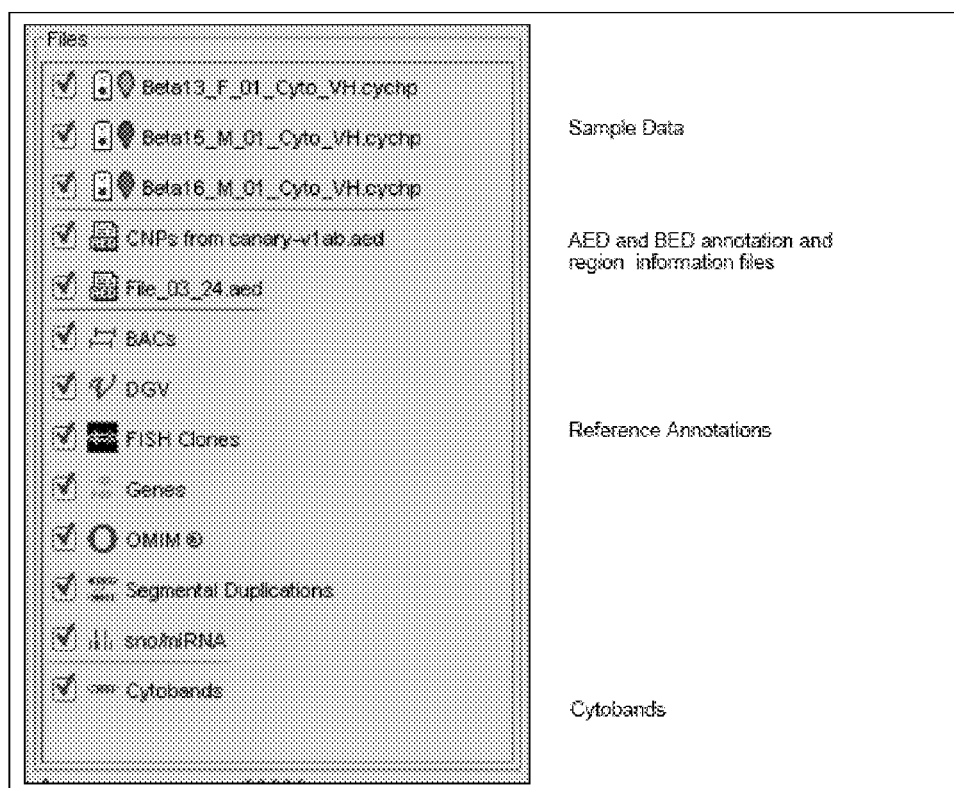 Files
Beta13_F_01_Cyto_VH.cychp
Beta15_M_01_Cyto_VH.cychp
Beta16_M_01_Cyto_VH.cychp
CNPs from canary-v1ab.aed
File_03_24.aed
BACs
DGV
FISH Clones
Genes
OMIM ®
Segmental Duplications
sno/miRNA
Cytobands
Sample Data
AED and BED annotation and
region information files
Reference Annotations
Cytobands